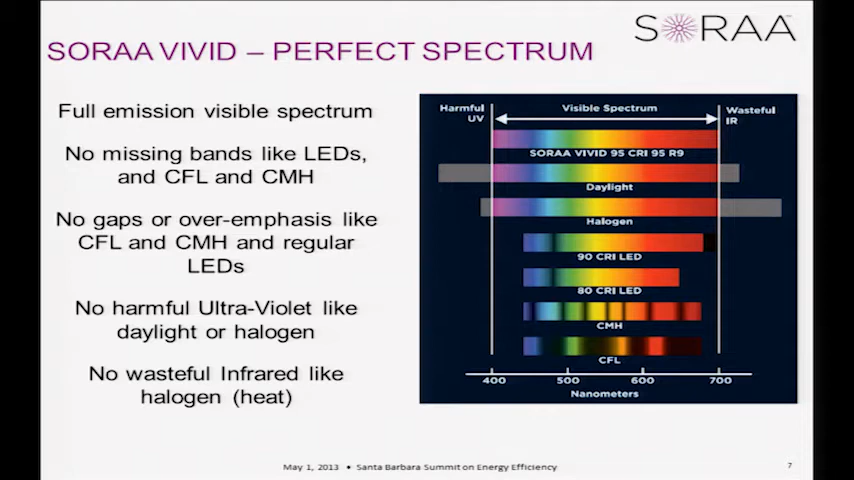 SORAA
SORAA VIVID – PERFECT SPECTRUM
Full emission visible spectrum
No missing bands like LEDs,
and CFL and CMH
No gaps or over-emphasis like
CFL and CMH and regular
LEDs
No harmful Ultra-Violet like
daylight or halogen
No wasteful Infrared like
halogen (heat)
Harmful
UV
Visible Spectrum
Wasteful
IR
SORAA VIVID 95 CRI 95 R9
Daylight
Halogen
90 CRI LED
80 CRI LED
CMH
CFL
400 500 600 700
Nanometers
May 1, 2013 • Santa Barbara Summit on Energy Efficiency
7